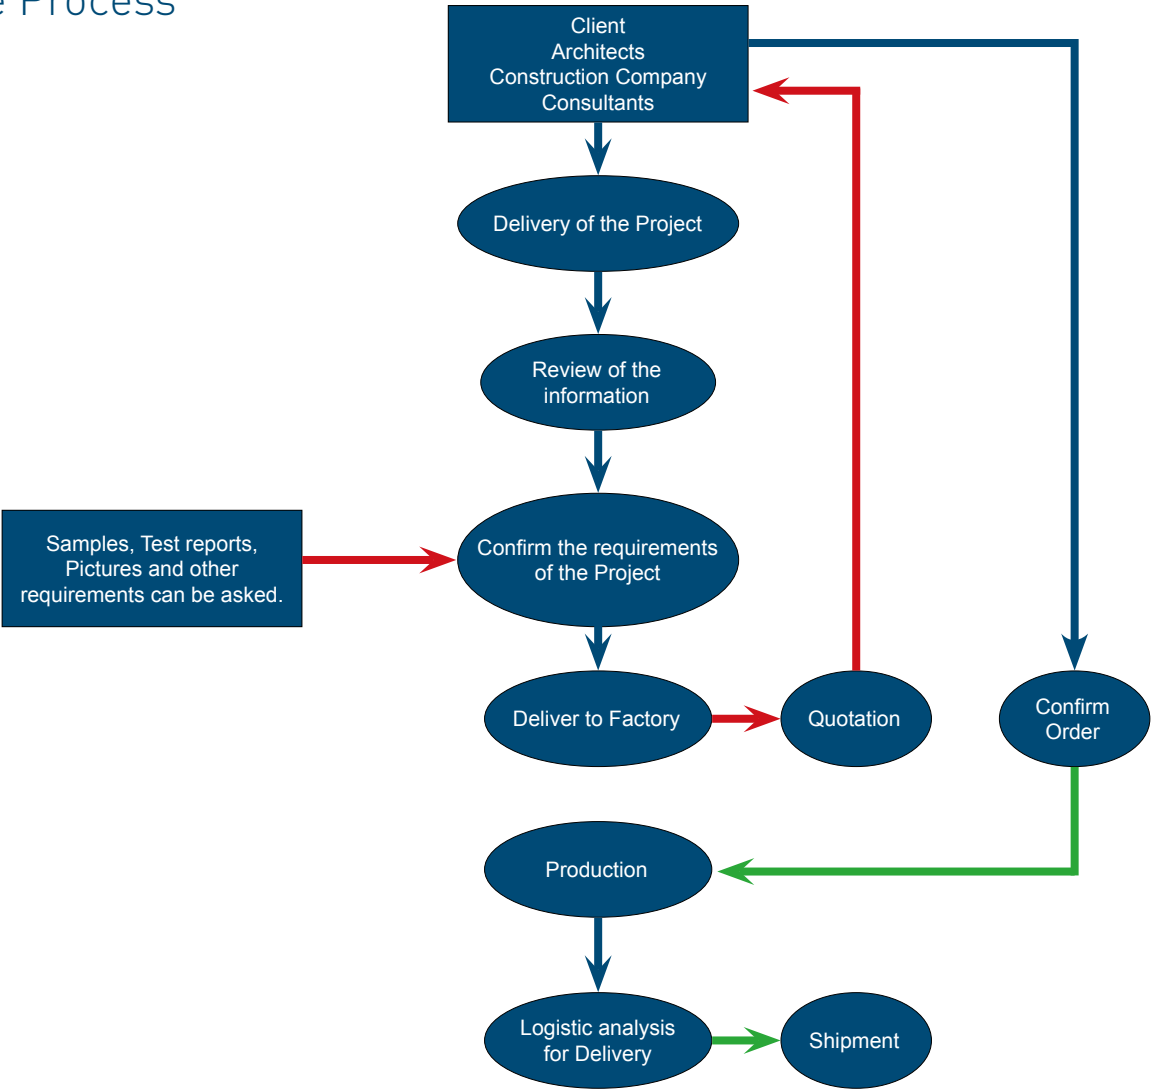 e Process
Client
Architects
Construction Company
Consultants
Delivery of the Project
Review of the
information
Samples, Test reports,
Pictures and other
requirements can be asked.
Confirm the requirements
of the Project
Deliver to Factory
Quotation
Confirm
Order
Production
Logistic analysis
for Delivery
Shipment